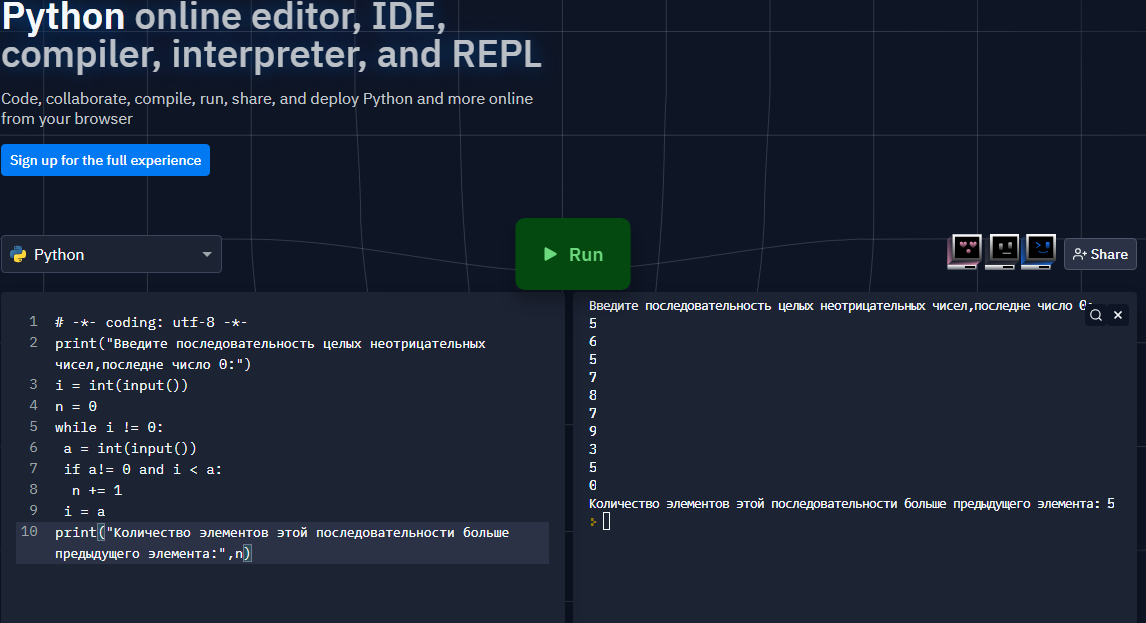 Python online editor, IDE,
compiler, interpreter, and REPL
Code, collaborate, compile, run, share, and deploy Python and more online
from your browser
Sign up for the full experience
Python
Run
Share
1 # -*- coding: utf-8 -*-
2 print("Введите последовательность целых неотрицательных
чисел,последне число 0:")
3 i = int(input())
4 n = 0
5 while i != 0:
6  a = int(input())
7  if a!= 0 and i < a:
8   n += 1
9  i = a
10 print("Количество элементов этой последовательности больше
предыдущего элемента:",n)
Введите последовательность целых неотрицательных чисел,последне число 0:
5
6
5
7
8
7
9
3
5
0
Количество элементов этой последовательности больше предыдущего элемента: 5